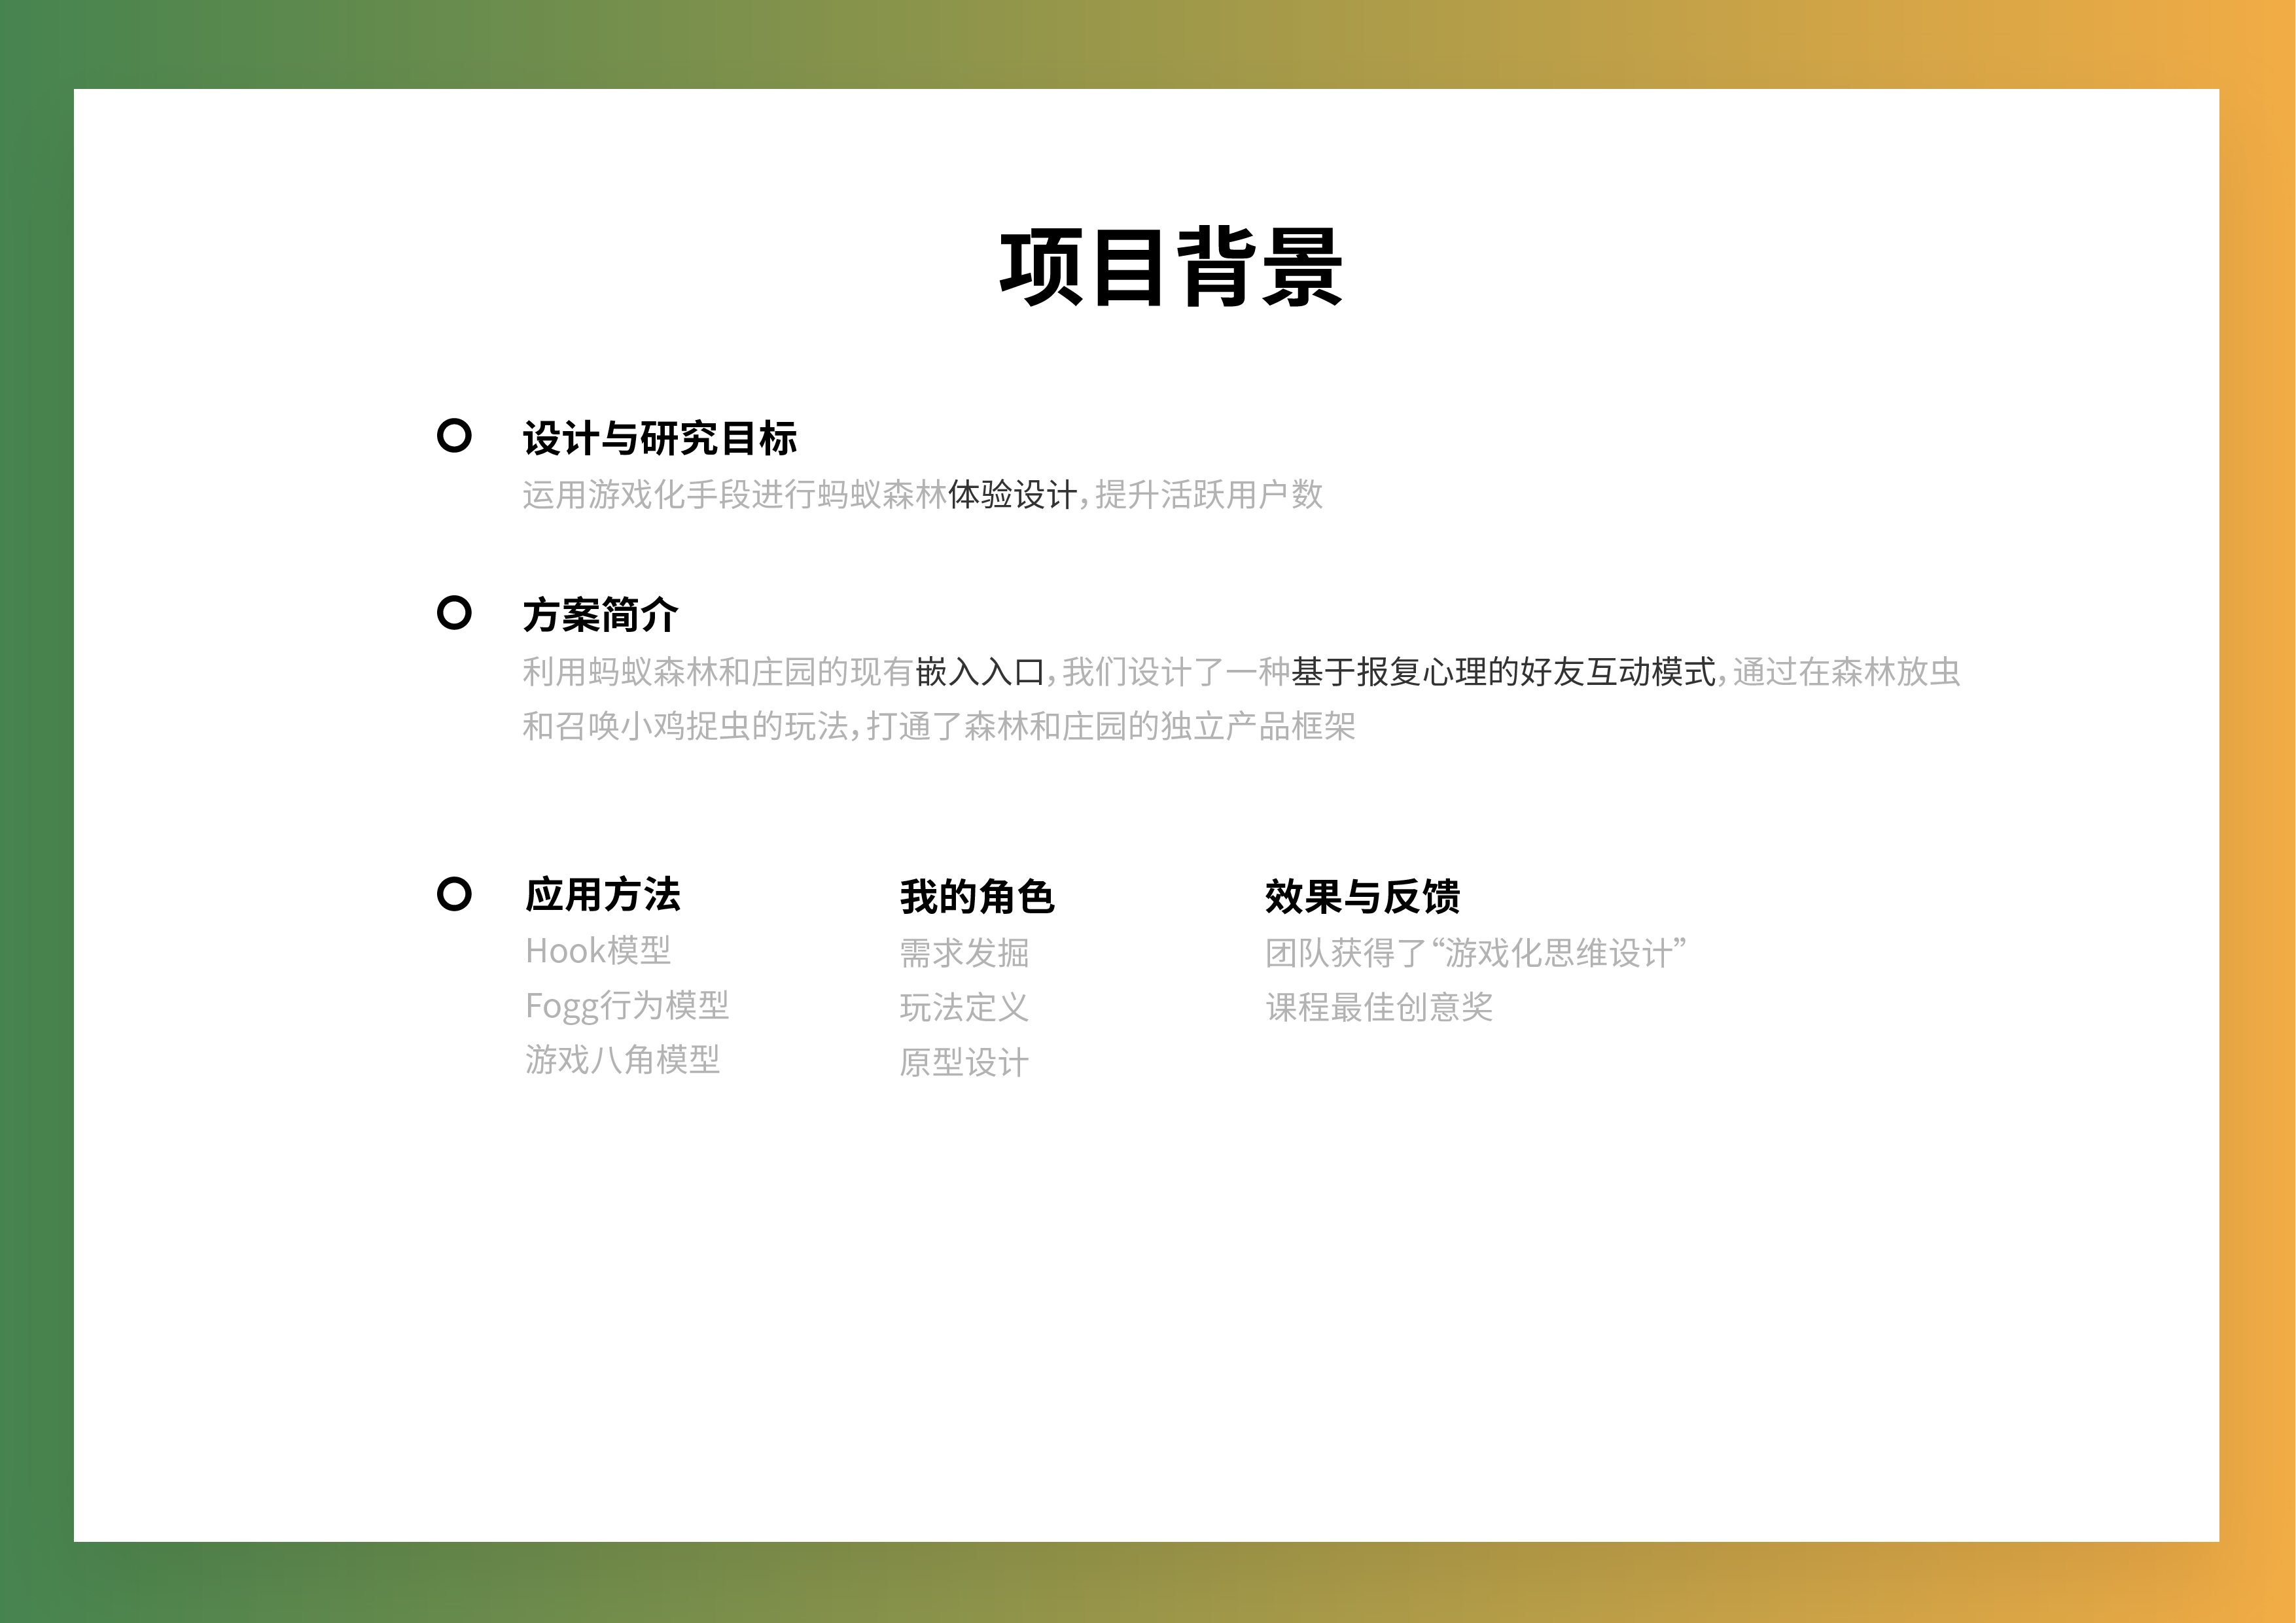 项目背景
设计与研究目标
运用游戏化手段进行蚂蚁森林体验设计，提升活跃用户数
方案简介
利用蚂蚁森林和庄园的现有嵌入入口，我们设计了一种基于报复心理的好友互动模式，通过在森林放虫
和召唤小鸡捉虫的玩法，打通了森林和庄园的独立产品框架
应用方法
Hook模型
Fogg行为模型
游戏八角模型
我的角色
需求发掘
玩法定义
原型设计
效果与反馈
团队获得了“游戏化思维设计”
课程最佳创意奖